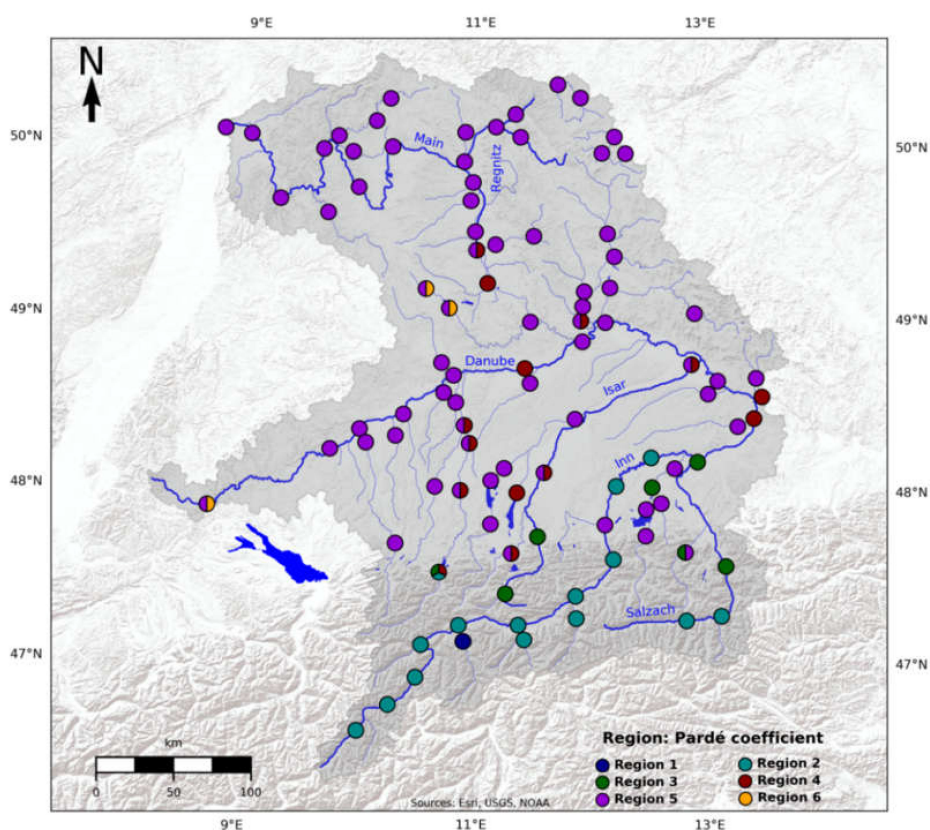 9°E 11°E 13°E
N
50°N 50°N
Main
Regnitz
49°N 49°N
Danube
Isar
Inn
48°N 48°N
Salzach
47°N 47°N
Region: Pardé coefficient
km
Region 1 Region 2
Region 3 Region 4
Region 5 Region 6
0 50 100
Sources: Esri, USGS, NOAA
9°E 11°E 13°E